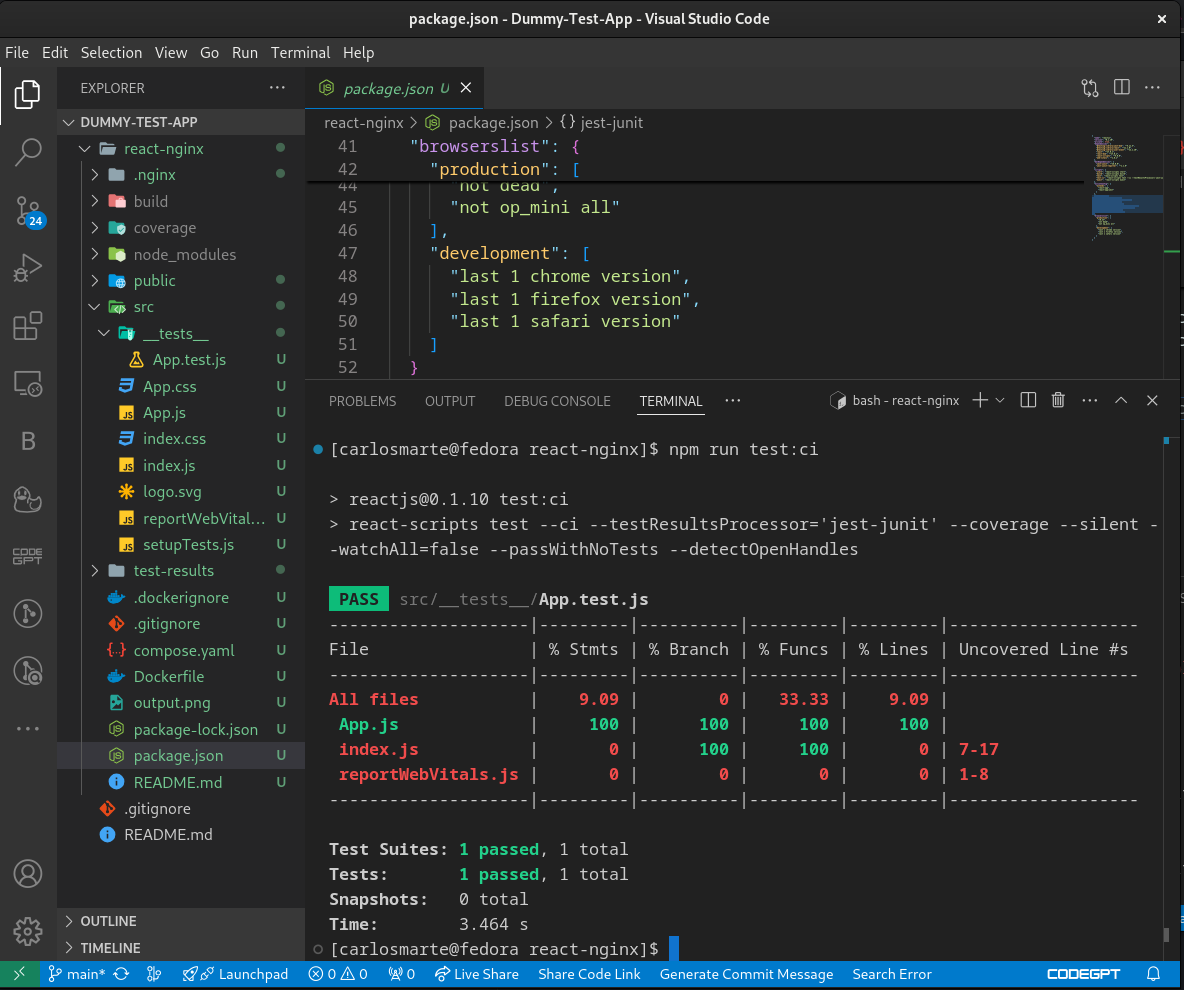 package.json - Dummy-Test-App - Visual Studio Code
File Edit Selection View Go Run Terminal Help
EXPLORER
DUMMY-TEST-APP
react-nginx
.nginx
build
coverage
node_modules
public
src
__tests__
App.test.js U
App.css U
App.js U
index.css U
index.js U
logo.svg U
reportWebVital... U
setupTests.js U
test-results
.dockerignore U
.gitignore U
compose.yaml U
Dockerfile U
output.png U
package-lock.json U
package.json U
README.md U
.gitignore
README.md
OUTLINE
TIMELINE
24
B
CODE
GPT
package.json U
react-nginx > package.json > {} jest-junit
41 "browserslist": {
42 "production": [
44 "not dead",
45 "not op_mini all"
46 ],
47 "development": [
48 "last 1 chrome version",
49 "last 1 firefox version",
50 "last 1 safari version"
51 ]
52 }
PROBLEMS OUTPUT DEBUG CONSOLE TERMINAL ... bash - react-nginx
[carlosmarte@fedora react-nginx]$ npm run test:ci
> reactjs@0.1.10 test:ci
> react-scripts test --ci --testResultsProcessor='jest-junit' --coverage --silent -
-watchAll=false --passWithNoTests --detectOpenHandles
PASS src/__tests__/App.test.js
--------------------|---------|----------|---------|---------|-------------------
File | % Stmts | % Branch | % Funcs | % Lines | Uncovered Line #s
--------------------|---------|----------|---------|---------|-------------------
All files | 9.09 | 0 | 33.33 | 9.09 |
App.js | 100 | 100 | 100 | 100 |
index.js | 0 | 100 | 100 | 0 | 7-17
reportWebVitals.js | 0 | 0 | 0 | 0 | 1-8
--------------------|---------|----------|---------|---------|-------------------
Test Suites: 1 passed, 1 total
Tests: 1 passed, 1 total
Snapshots: 0 total
Time: 3.464 s
[carlosmarte@fedora react-nginx]$
main* Launchpad 0 0 0 Live Share Share Code Link Generate Commit Message Search Error CODEGPT